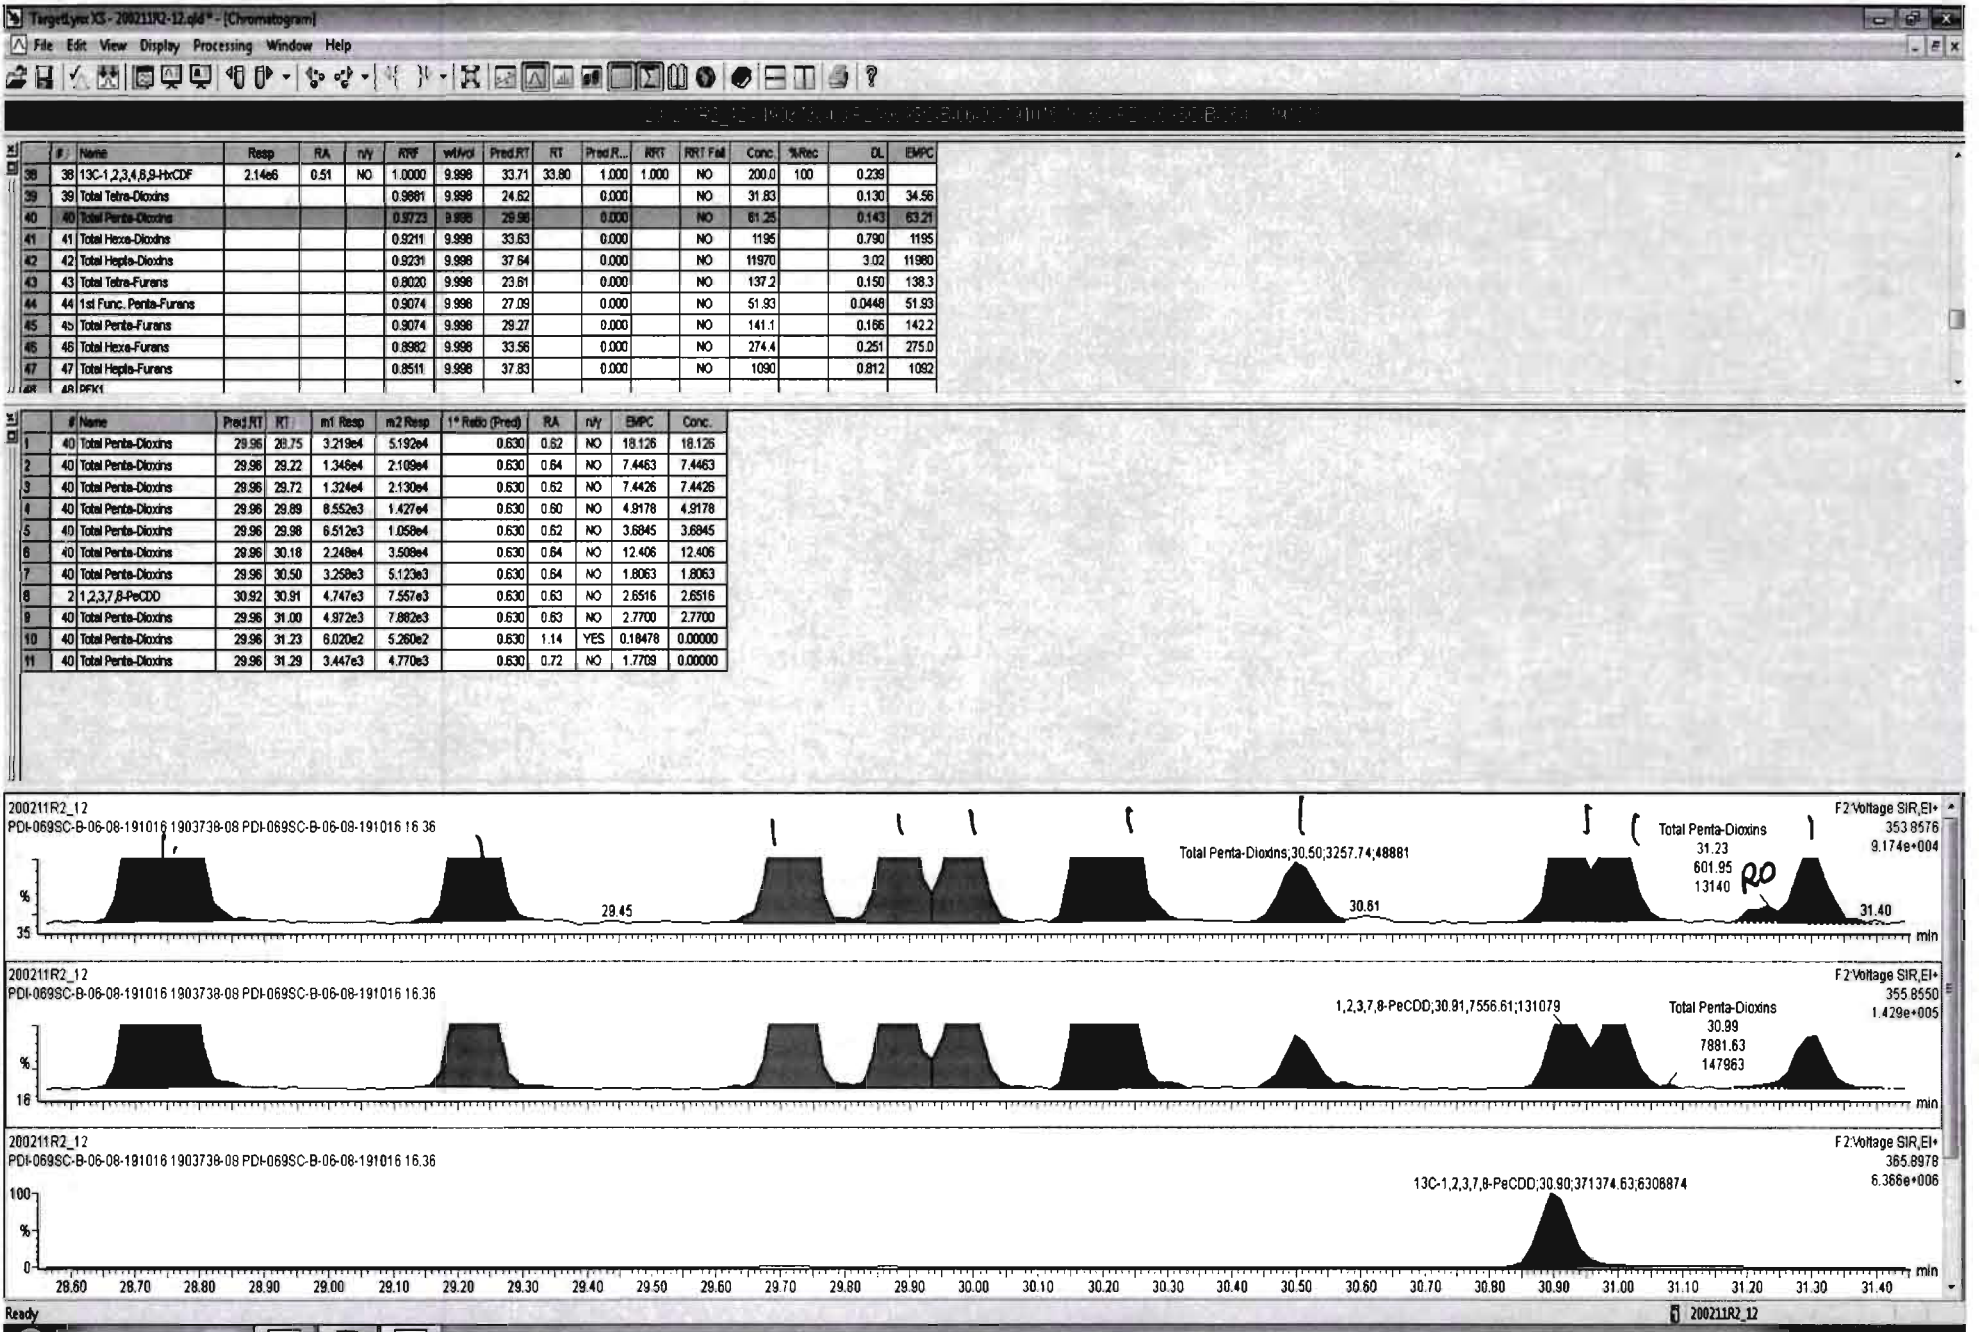 TargetLynx XS - 200211R2-12.qld * - [Chromatogram]
File Edit View Display Processing Window Help
# Name Resp RA n/y RRF wt/vol Pred.RT RT Pred.R... RRT RRT Fail Conc. %Rec DL EMPC
38 38 13C-1,2,3,4,8,9-HxCDF 2.14e6 0.51 NO 1.0000 9.998 33.71 33.80 1.000 1.000 NO 200.0 100 0.239
39 39 Total Tetra-Dioxins 0.9881 9.998 24.62 0.000 NO 31.83 0.130 34.56
40 40 Total Penta-Dioxins 0.9723 9.998 29.96 0.000 NO 61.25 0.143 63.21
41 41 Total Hexa-Dioxins 0.9211 9.998 33.63 0.000 NO 1195 0.790 1195
42 42 Total Hepta-Dioxins 0.9231 9.998 37.64 0.000 NO 11970 3.02 11980
43 43 Total Tetra-Furans 0.8020 9.998 23.61 0.000 NO 137.2 0.150 138.3
44 44 1st Func. Penta-Furans 0.9074 9.998 27.09 0.000 NO 51.93 0.0448 51.93
45 45 Total Penta-Furans 0.9074 9.998 29.27 0.000 NO 141.1 0.166 142.2
46 46 Total Hexa-Furans 0.8982 9.998 33.56 0.000 NO 274.4 0.251 275.0
47 47 Total Hepta-Furans 0.8511 9.998 37.83 0.000 NO 1090 0.812 1092
48 48 PFK1
# Name Pred.RT RT m1 Resp m2 Resp 1° Ratio (Pred) RA n/y EMPC Conc.
1 40 Total Penta-Dioxins 29.96 28.75 3.219e4 5.192e4 0.630 0.62 NO 18.126 18.126
2 40 Total Penta-Dioxins 29.96 29.22 1.346e4 2.109e4 0.630 0.64 NO 7.4463 7.4463
3 40 Total Penta-Dioxins 29.96 29.72 1.324e4 2.130e4 0.630 0.62 NO 7.4426 7.4426
4 40 Total Penta-Dioxins 29.96 29.89 8.552e3 1.427e4 0.630 0.60 NO 4.9178 4.9178
5 40 Total Penta-Dioxins 29.96 29.98 6.512e3 1.058e4 0.630 0.62 NO 3.6845 3.6845
6 40 Total Penta-Dioxins 29.96 30.18 2.248e4 3.508e4 0.630 0.64 NO 12.406 12.406
7 40 Total Penta-Dioxins 29.96 30.50 3.258e3 5.123e3 0.630 0.64 NO 1.8063 1.8063
8 2 1,2,3,7,8-PeCDD 30.92 30.91 4.747e3 7.557e3 0.630 0.63 NO 2.6516 2.6516
9 40 Total Penta-Dioxins 29.96 31.00 4.972e3 7.882e3 0.630 0.63 NO 2.7700 2.7700
10 40 Total Penta-Dioxins 29.96 31.23 6.020e2 5.260e2 0.630 1.14 YES 0.18478 0.00000
11 40 Total Penta-Dioxins 29.96 31.29 3.447e3 4.770e3 0.630 0.72 NO 1.7709 0.00000
200211R2_12 F2:Voltage SIR,EI+
PDI-069SC-B-06-08-191016 1903738-08 PDI-069SC-B-06-08-191016 16.36 353.8576
9.174e+004
Total Penta-Dioxins;30.50;3257.74;48881
Total Penta-Dioxins
31.23
601.95
13140
RO
%
29.45 30.61 31.40
35
min
200211R2_12 F2:Voltage SIR,EI+
PDI-069SC-B-06-08-191016 1903738-08 PDI-069SC-B-06-08-191016 16.36 355.8550
1.429e+005
1,2,3,7,8-PeCDD;30.91;7556.61;131079
Total Penta-Dioxins
30.99
7881.63
147963
%
16
min
200211R2_12 F2:Voltage SIR,EI+
PDI-069SC-B-06-08-191016 1903738-08 PDI-069SC-B-06-08-191016 16.36 365.8978
6.366e+006
13C-1,2,3,7,8-PeCDD;30.90;371374.63;6306874
100
%
0
min
28.60 28.70 28.80 28.90 29.00 29.10 29.20 29.30 29.40 29.50 29.60 29.70 29.80 29.90 30.00 30.10 30.20 30.30 30.40 30.50 30.60 30.70 30.80 30.90 31.00 31.10 31.20 31.30 31.40
Ready 200211R2_12